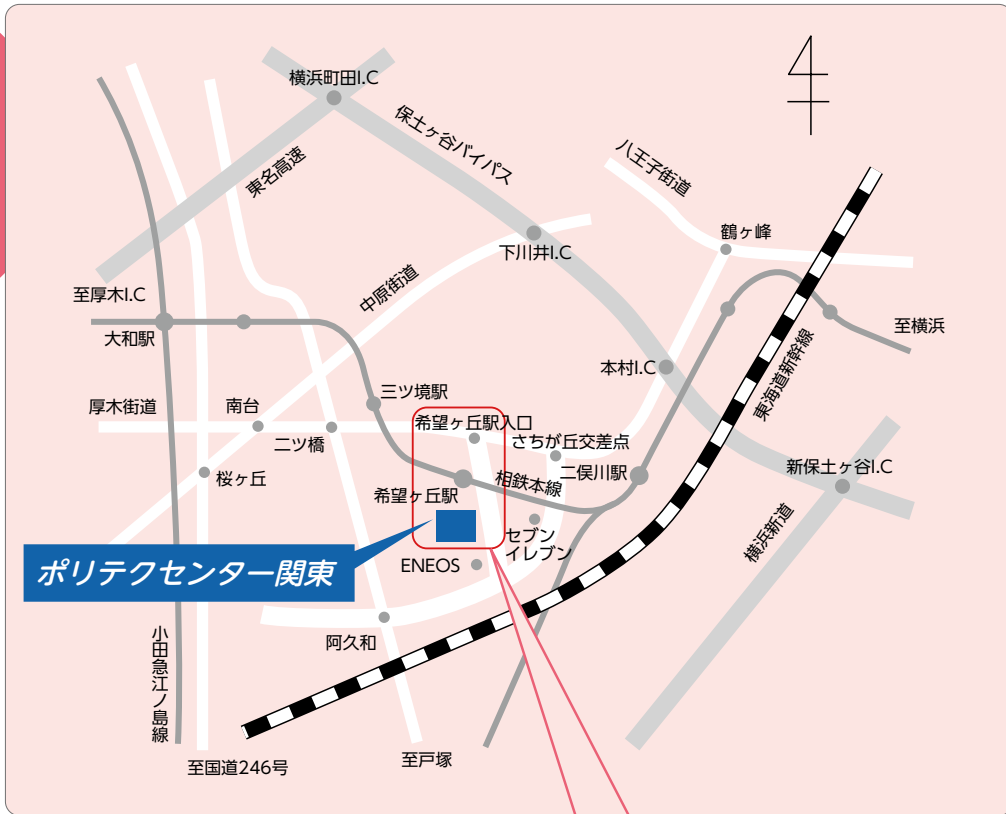 横浜町田I.C
保土ヶ谷バイパス
東名高速
八王子街道
鶴ヶ峰
下川井I.C
中原街道
至厚木I.C
大和駅
至横浜
東海道新幹線
本村I.C
三ツ境駅
厚木街道
南台
二ツ橋
希望ヶ丘駅入口
さちが丘交差点
二俣川駅
新保土ヶ谷I.C
桜ヶ丘
相鉄本線
希望ヶ丘駅
横浜新道
セブン
イレブン
ENEOS
ポリテクセンター関東
阿久和
小田急江ノ島線
至戸塚
至国道246号